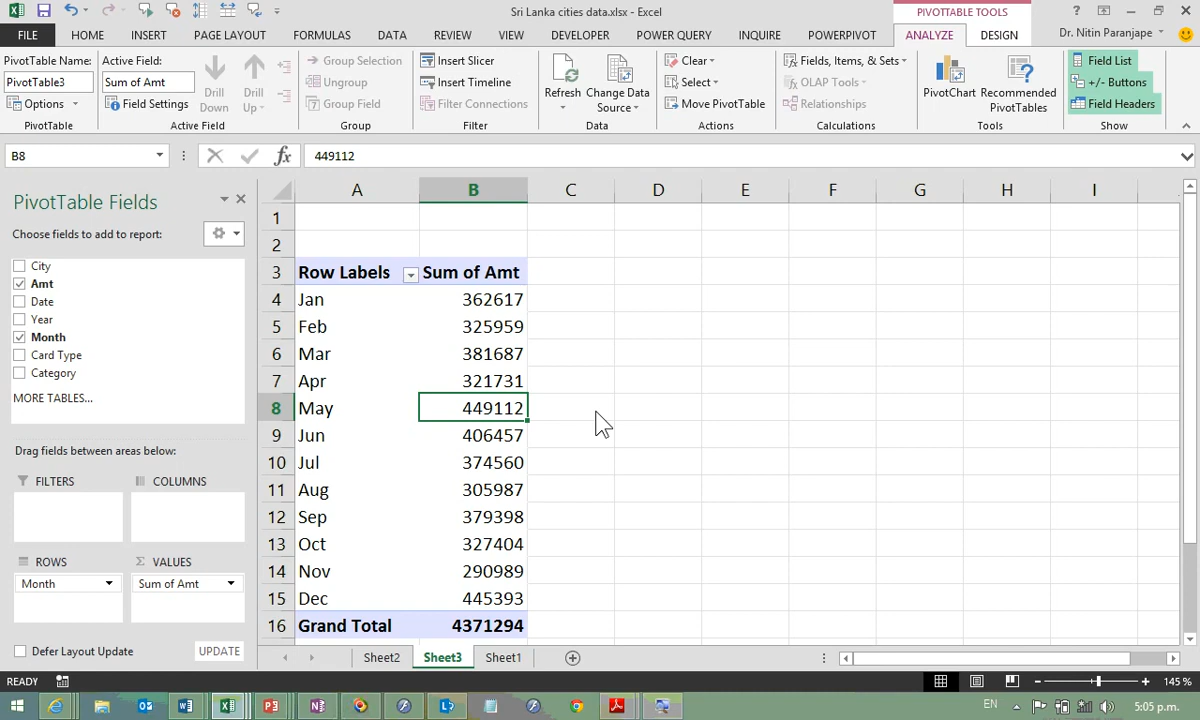 Sri Lanka cities data.xlsx - Excel
PIVOTTABLE TOOLS
?
FILE HOME INSERT PAGE LAYOUT FORMULAS DATA REVIEW VIEW DEVELOPER POWER QUERY INQUIRE POWERPIVOT ANALYZE DESIGN Dr. Nitin Paranjape
PivotTable Name:
PivotTable3
Options
PivotTable
Active Field:
Sum of Amt
Field Settings
Drill Down
Drill Up
Active Field
Group Selection
Ungroup
Group Field
Group
Insert Slicer
Insert Timeline
Filter Connections
Filter
Refresh
Change Data Source
Data
Clear
Select
Move PivotTable
Actions
Fields, Items, & Sets
OLAP Tools
Relationships
Calculations
PivotChart
Recommended PivotTables
Tools
Field List
+/- Buttons
Field Headers
Show
B8
fx
449112
PivotTable Fields
Choose fields to add to report:
City
Amt
Date
Year
Month
Card Type
Category
MORE TABLES...
Drag fields between areas below:
FILTERS
COLUMNS
ROWS
Month
VALUES
Sum of Amt
Defer Layout Update
UPDATE
A B C D E F G H I
1
2
3 Row Labels Sum of Amt
4 Jan 362617
5 Feb 325959
6 Mar 381687
7 Apr 321731
8 May 449112
9 Jun 406457
10 Jul 374560
11 Aug 305987
12 Sep 379398
13 Oct 327404
14 Nov 290989
15 Dec 445393
16 Grand Total 4371294
Sheet2 Sheet3 Sheet1
READY
145 %
EN
5:05 p.m.